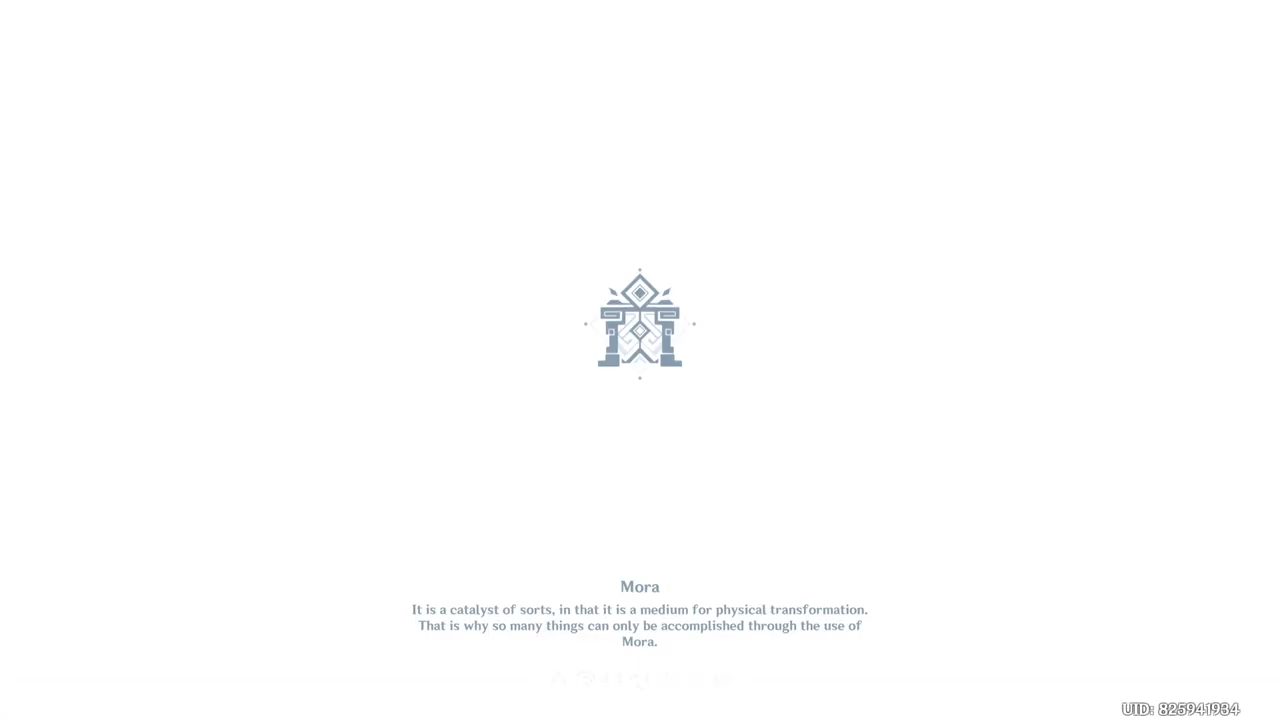 Mora
It is a catalyst of sorts, in that it is a medium for physical transformation.
That is why so many things can only be accomplished through the use of
Mora.
UID: 825941934